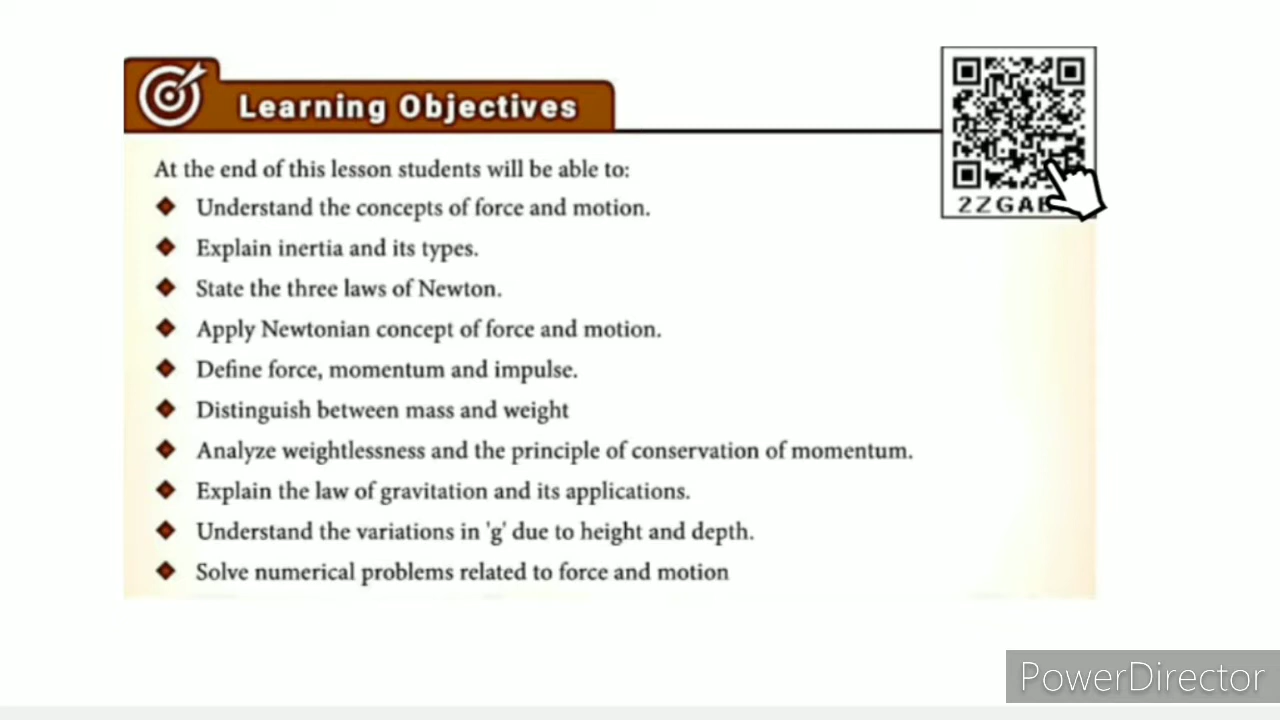 Learning Objectives
At the end of this lesson students will be able to:
Understand the concepts of force and motion.
Explain inertia and its types.
State the three laws of Newton.
Apply Newtonian concept of force and motion.
Define force, momentum and impulse.
Distinguish between mass and weight
Analyze weightlessness and the principle of conservation of momentum.
Explain the law of gravitation and its applications.
Understand the variations in 'g' due to height and depth.
Solve numerical problems related to force and motion
PowerDirector